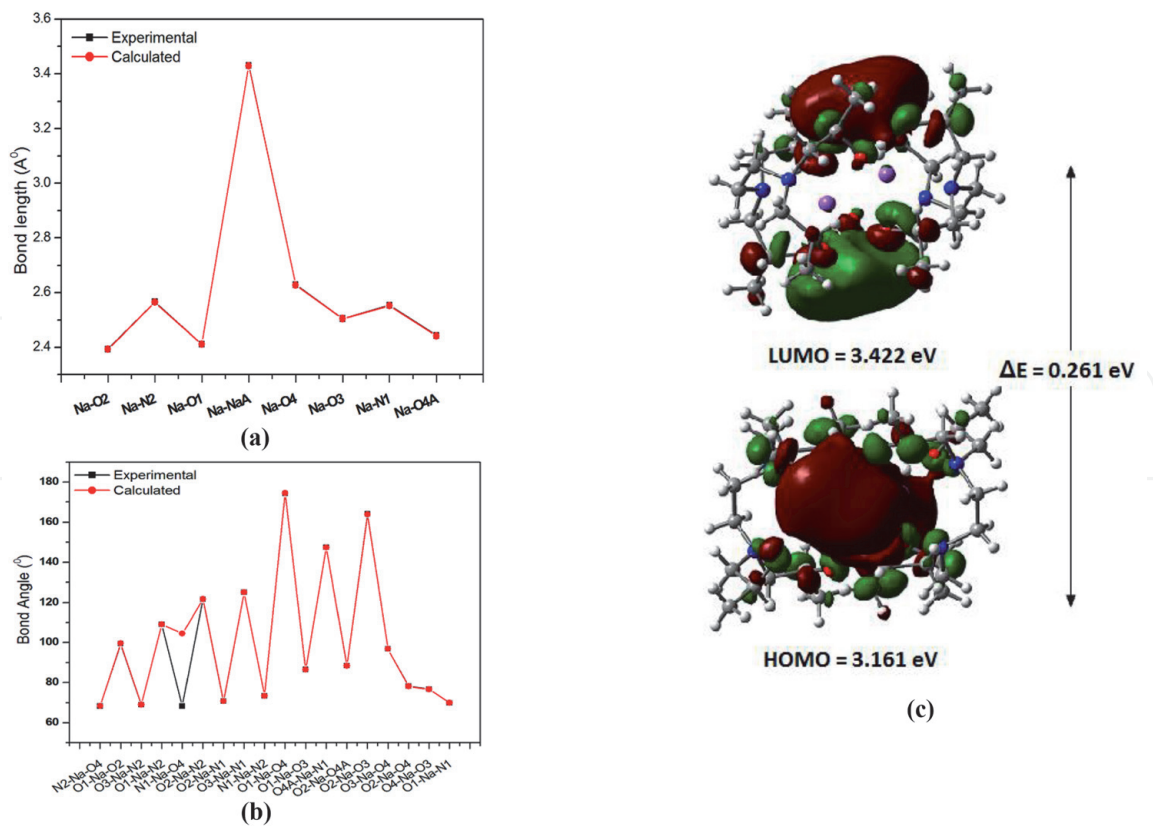 3.6
3.4
3.2
3.0
2.8
2.6
2.4
Bond length (A⁰)
Experimental
Calculated
Na-O2
Na-N2
Na-O1
Na-NaA
Na-O4
Na-O3
Na-N1
Na-O4A
(a)
180
160
140
120
100
80
60
Bond Angle (⁰)
Experimental
Calculated
N2-Na-O4
O1-Na-O2
O3-Na-N2
O1-Na-N2
N1-Na-O4
O2-Na-N2
O2-Na-N1
O3-Na-N1
N1-Na-N2
O1-Na-O4
O1-Na-O3
O4A-Na-N1
O2-Na-O4A
O2-Na-O3
O3-Na-O4
O2-Na-O4
O4-Na-O3
O1-Na-N1
(b)
LUMO = 3.422 eV
ΔE = 0.261 eV
HOMO = 3.161 eV
(c)